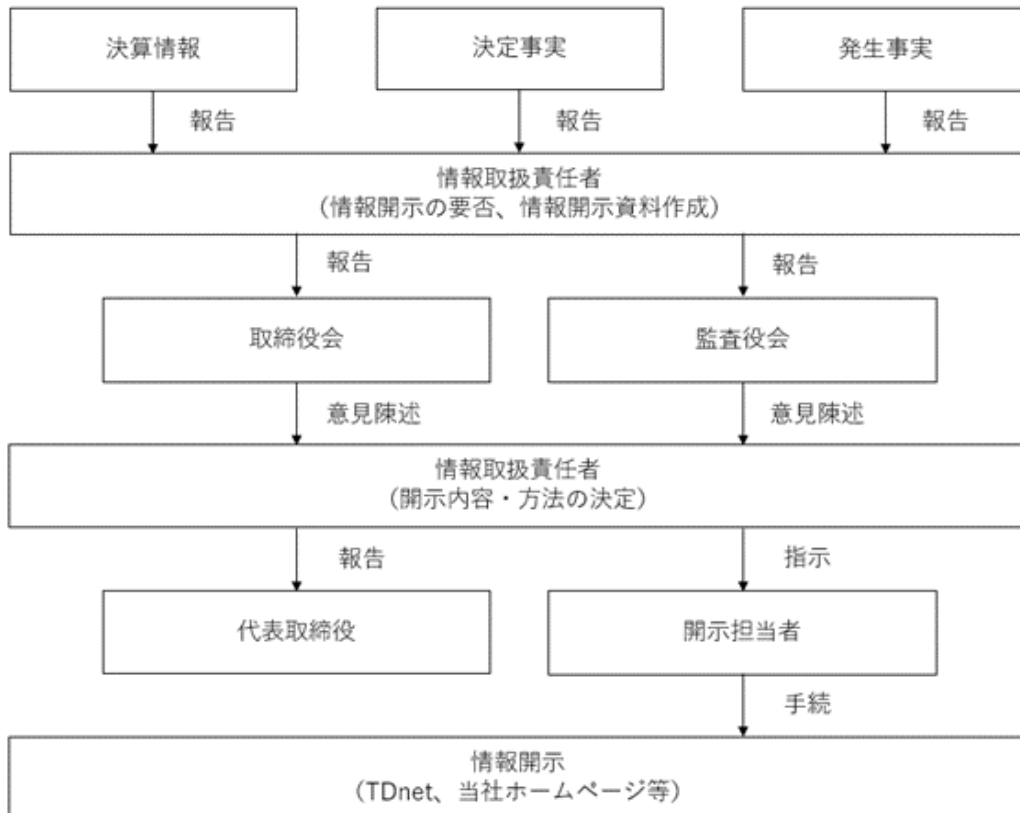 決算情報
決定事実
発生事実
報告
報告
報告
情報取扱責任者
（情報開示の要否、情報開示資料作成）
報告
報告
取締役会
監査役会
意見陳述
意見陳述
情報取扱責任者
（開示内容・方法の決定）
報告
指示
代表取締役
開示担当者
手続
情報開示
（TDnet、当社ホームページ等）